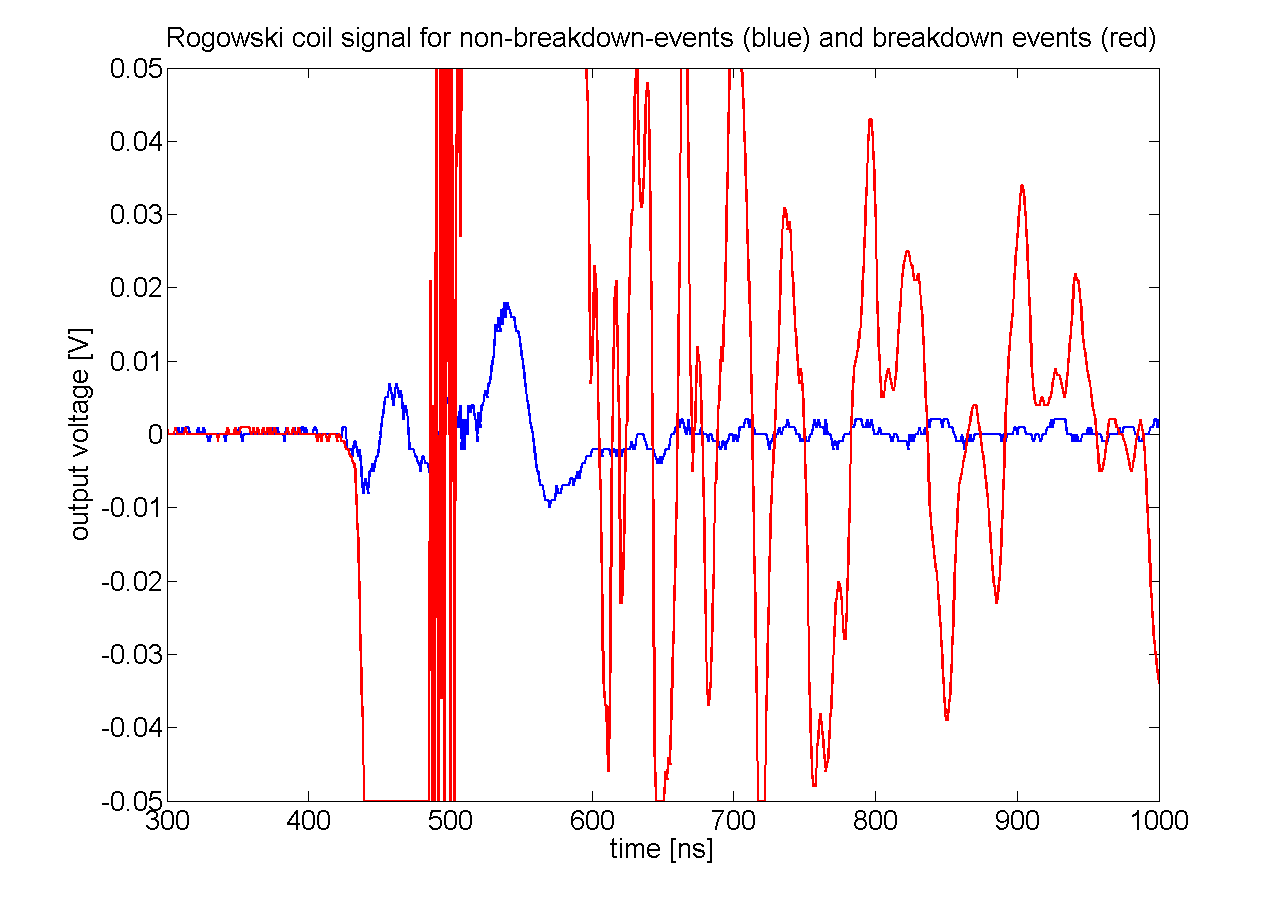 Rogowski coil signal for non-breakdown-events (blue) and breakdown events (red)
0.05
0.04
0.03
0.02
0.01
0
-0.01
-0.02
-0.03
-0.04
-0.05
output voltage [V]
300 400 500 600 700 800 900 1000
time [ns]